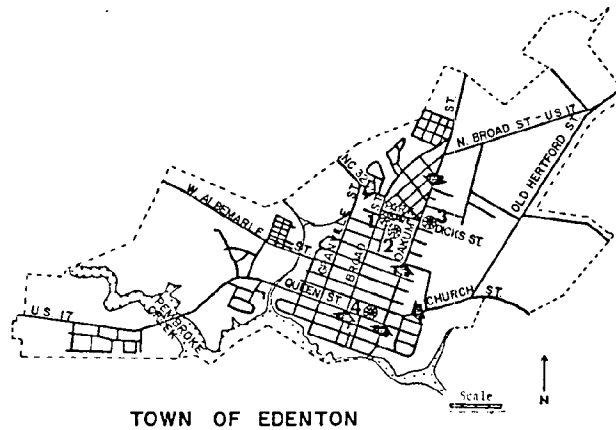 ST.
N. BROAD ST - US 17
OLD HERTFORD ST.
NC 32
ST
ST.
W. ALBEMARLE ST.
1
3
DICKS ST.
2
OAKUM
GRANVILLE
BROAD
QUEEN ST.
4
CHURCH ST.
US 17
PEMBROKE
CREEK
Scale
N
TOWN OF EDENTON